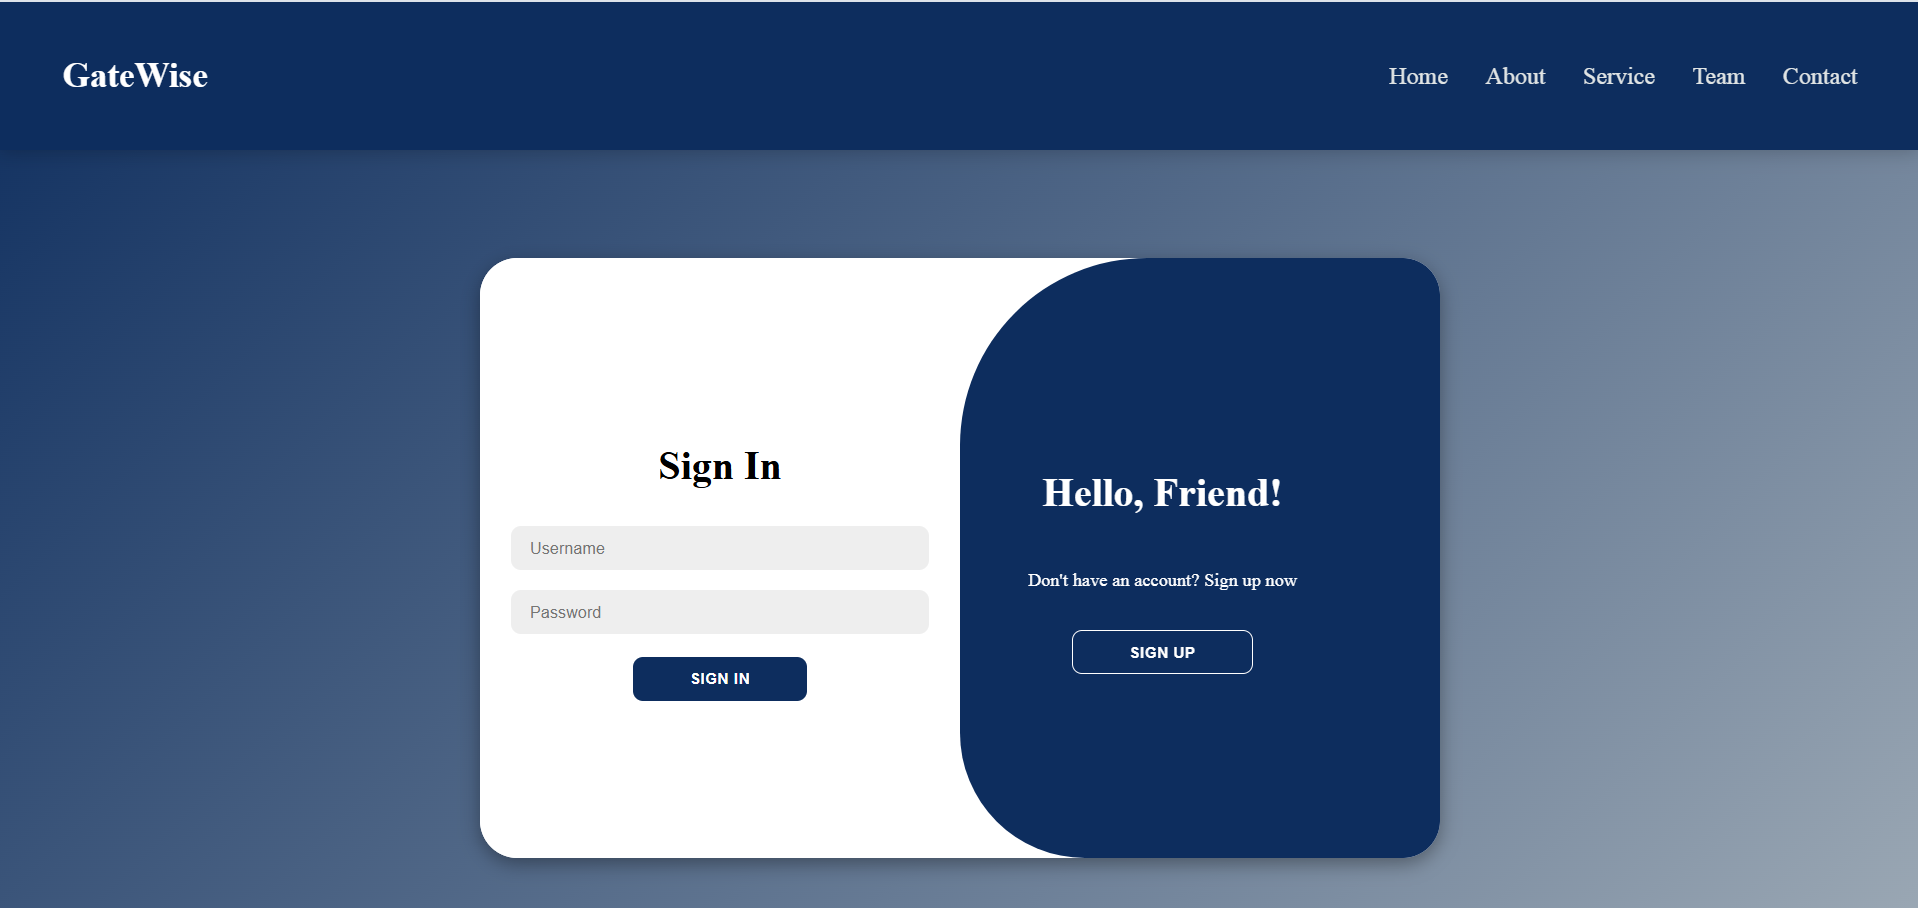 GateWise
Home About Service Team Contact
Sign In
Username
Password
SIGN IN
Hello, Friend!
Don't have an account? Sign up now
SIGN UP